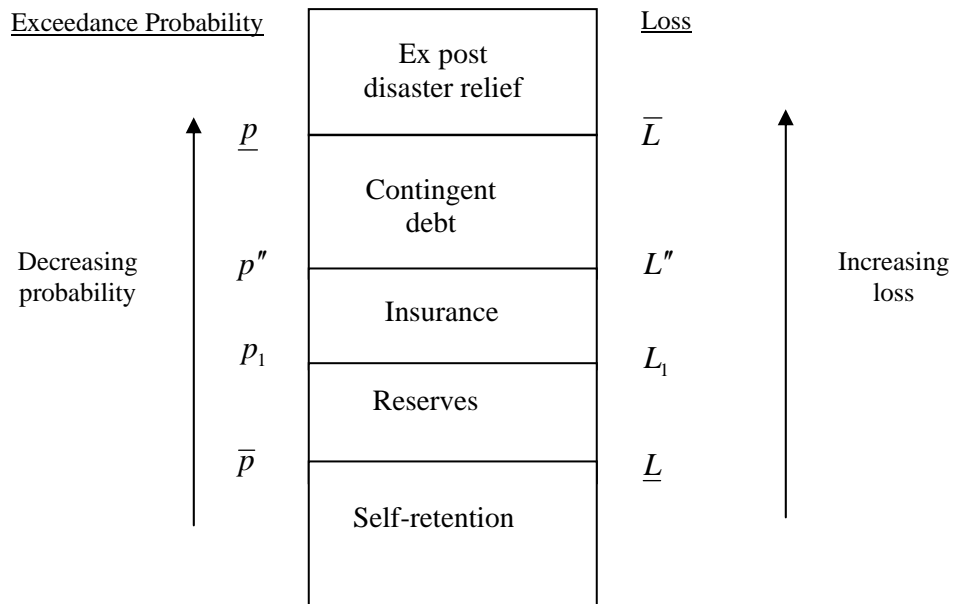 Exceedance Probability
Loss
Ex post
disaster relief
p̲
L̅
Contingent
debt
Decreasing
probability
p″
L″
Increasing
loss
Insurance
p₁
L₁
Reserves
p̅
L̲
Self-retention